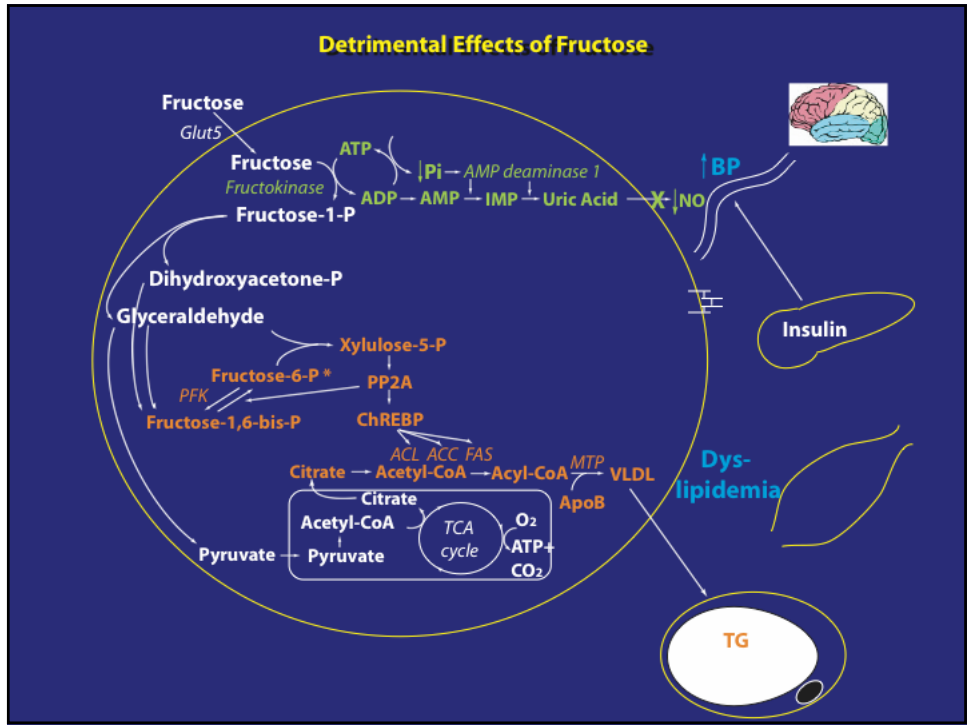 Detrimental Effects of Fructose
Fructose
Glut5
Fructose
Fructokinase
Fructose-1-P
ATP
ADP
↓Pi
AMP deaminase 1
AMP
IMP
Uric Acid
X
↓NO
↑BP
Insulin
Dihydroxyacetone-P
Glyceraldehyde
Xylulose-5-P
Fructose-6-P *
PFK
PP2A
Fructose-1,6-bis-P
ChREBP
ACL ACC FAS
MTP
Citrate
Acetyl-CoA
Acyl-CoA
VLDL
ApoB
Dys-
lipidemia
Citrate
Acetyl-CoA
TCA
cycle
O2
ATP+
CO2
Pyruvate
Pyruvate
TG